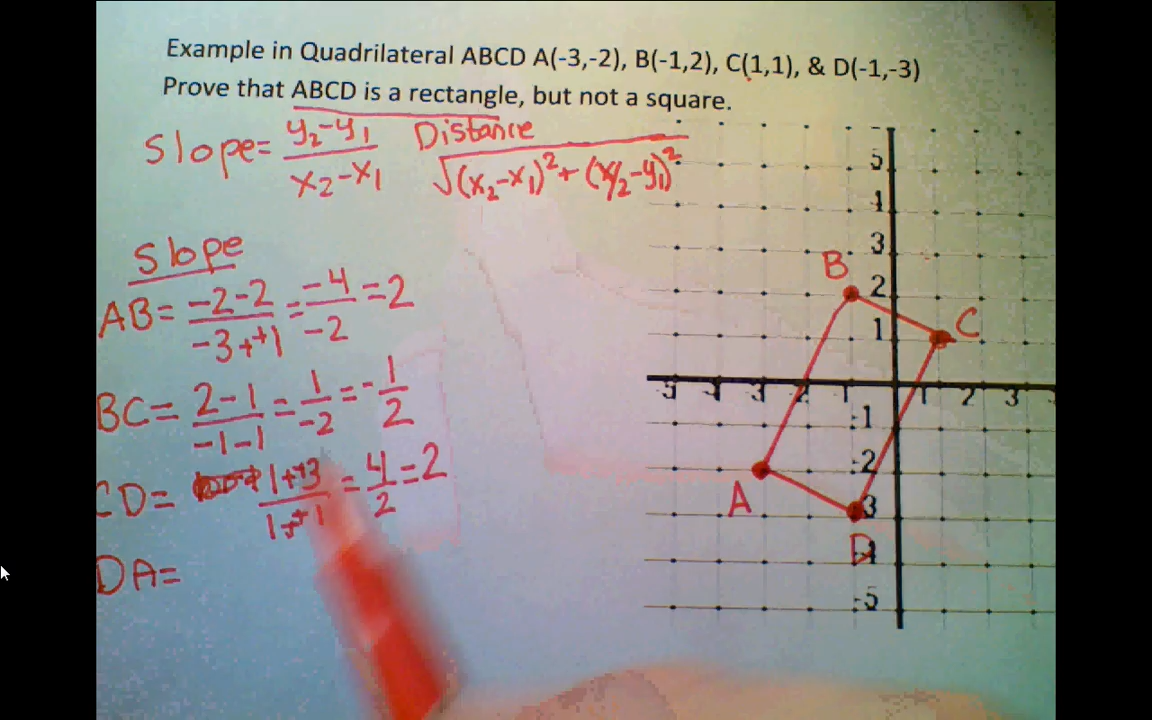 Example in Quadrilateral ABCD A(-3,-2), B(-1,2), C(1,1), & D(-1,-3)
Prove that ABCD is a rectangle, but not a square.
Slope = y₂-y₁ / x₂-x₁
Distance
√(x₂-x₁)²+(y₂-y₁)²
Slope
AB = -2-2 / -3++1 = -4 / -2 = 2
BC = 2-1 / -1-1 = 1 / -2 = -1/2
CD = 1++3 / 1++1 = 4/2 = 2
DA =
5
4
3
2
1
-5 -4 -3 -2 -1 1 2 3
-1
-2
-3
-4
-5
B
C
A
D